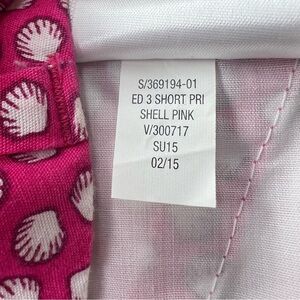 S/369194-01
ED 3 SHORT PRI
SHELL PINK
V/300717
SU15
02/15